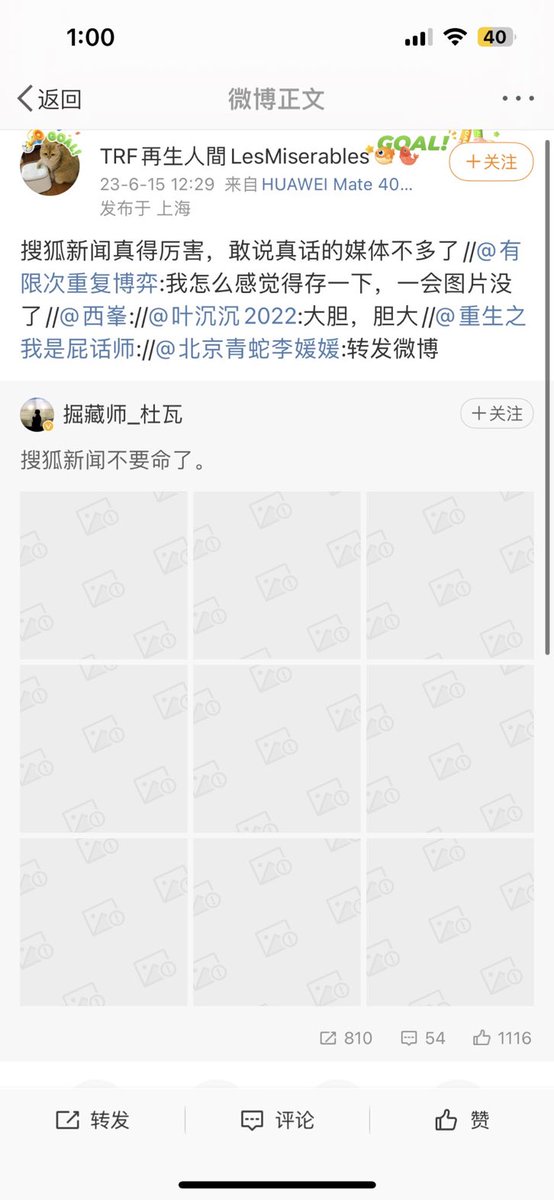 1:00
40
返回
微博正文
GOAL!
GOAL!
TRF再生人間LesMiserables
+关注
23-6-15 12:29 来自HUAWEI Mate 40...
发布于 上海
搜狐新闻真得厉害，敢说真话的媒体不多了//@有
限次重复博弈:我怎么感觉得存一下，一会图片没
了//@西峯://@叶沉沉2022:大胆，胆大//@重生之
我是屁话师://@北京青蛇李媛媛:转发微博
掘藏师_杜瓦
+关注
搜狐新闻不要命了。
810
54
1116
转发
评论
赞